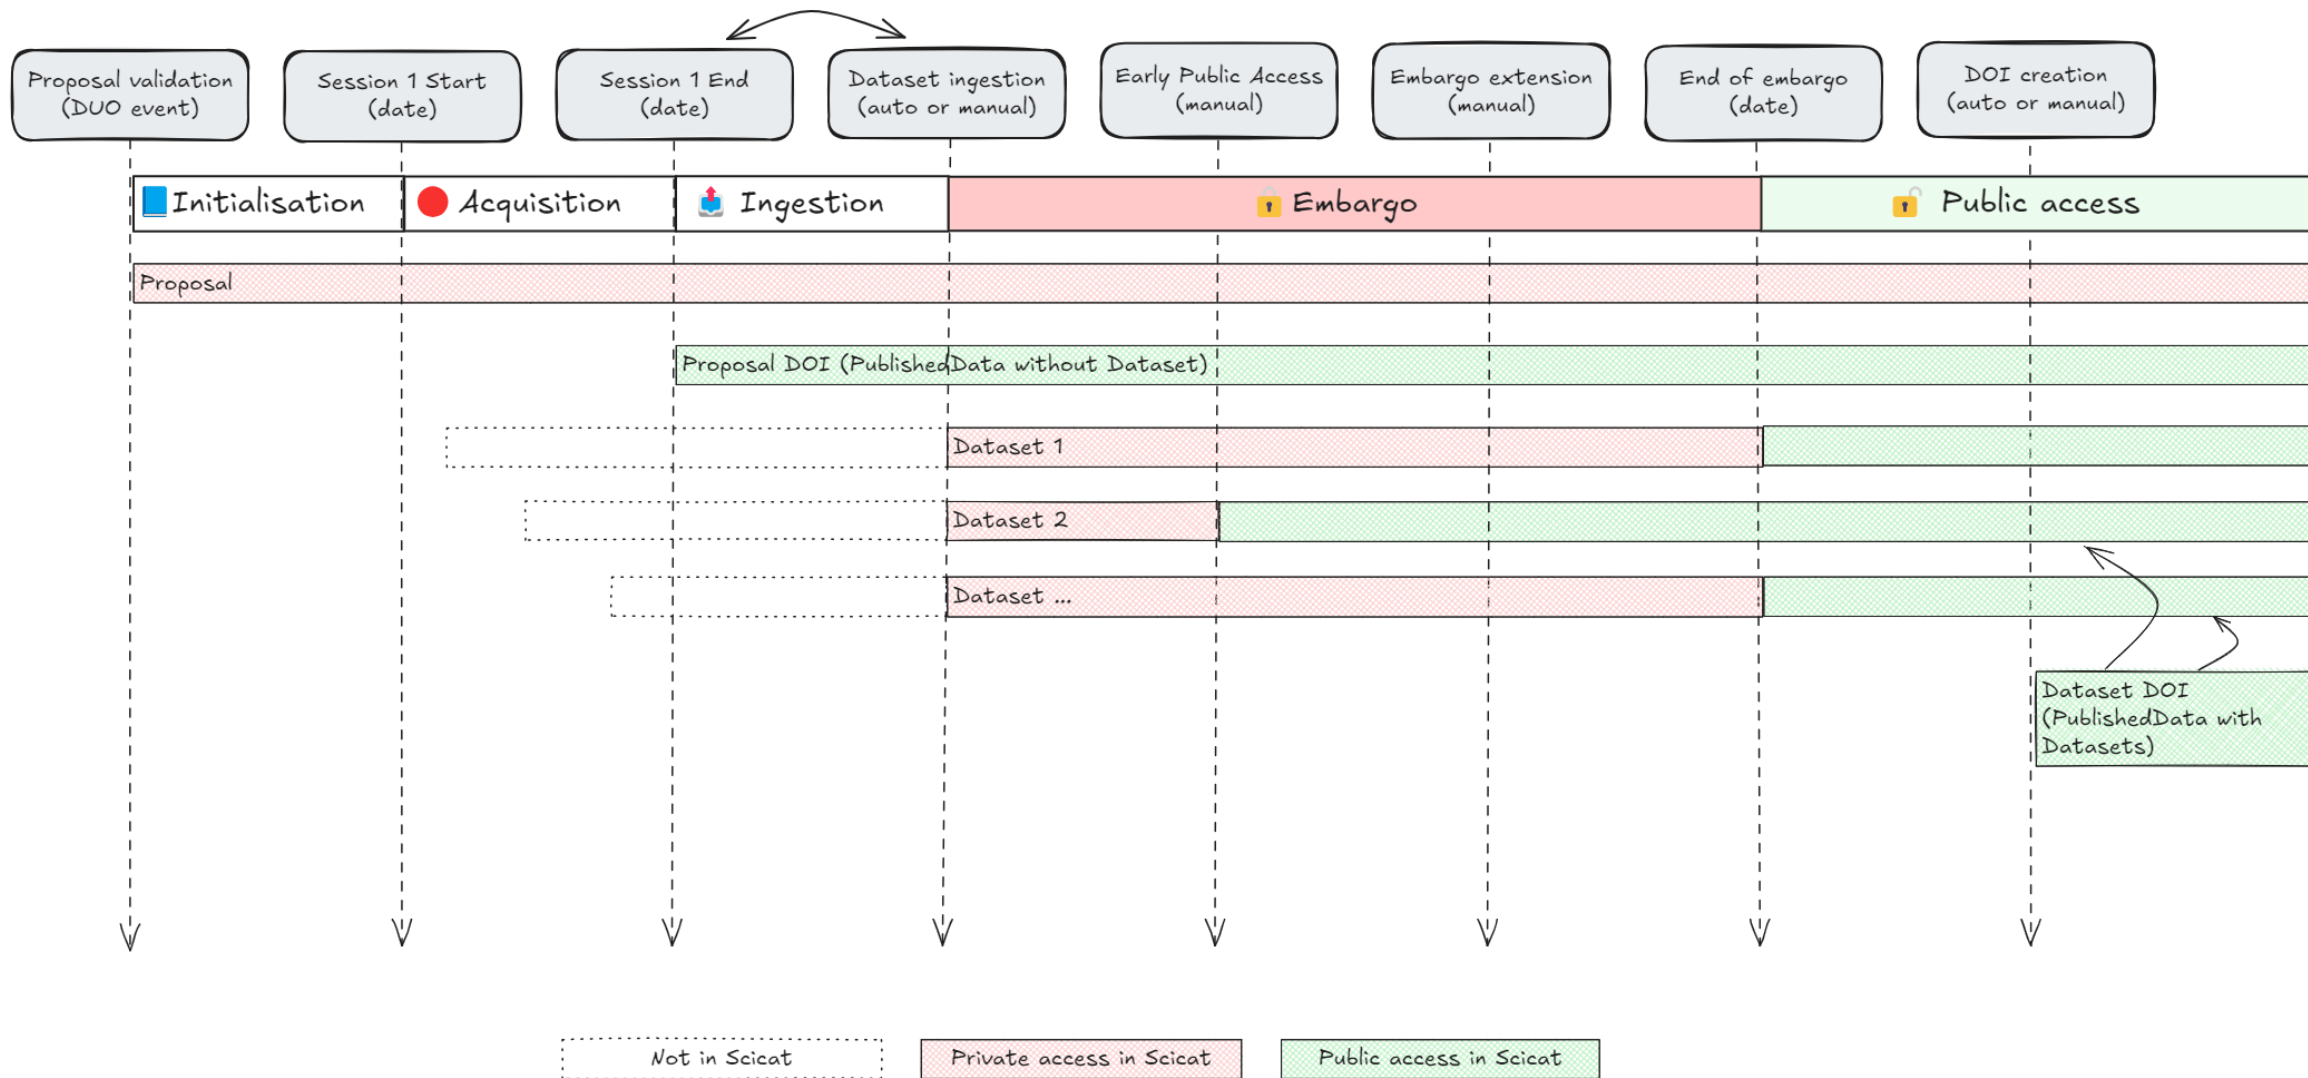 Proposal validation
(DUO event)
Session 1 Start
(date)
Session 1 End
(date)
Dataset ingestion
(auto or manual)
Early Public Access
(manual)
Embargo extension
(manual)
End of embargo
(date)
DOI creation
(auto or manual)
Initialisation
Acquisition
Ingestion
Embargo
Public access
Proposal
Proposal DOI (PublishedData without Dataset)
Dataset 1
Dataset 2
Dataset ...
Dataset DOI
(PublishedData with
Datasets)
Not in Scicat
Private access in Scicat
Public access in Scicat